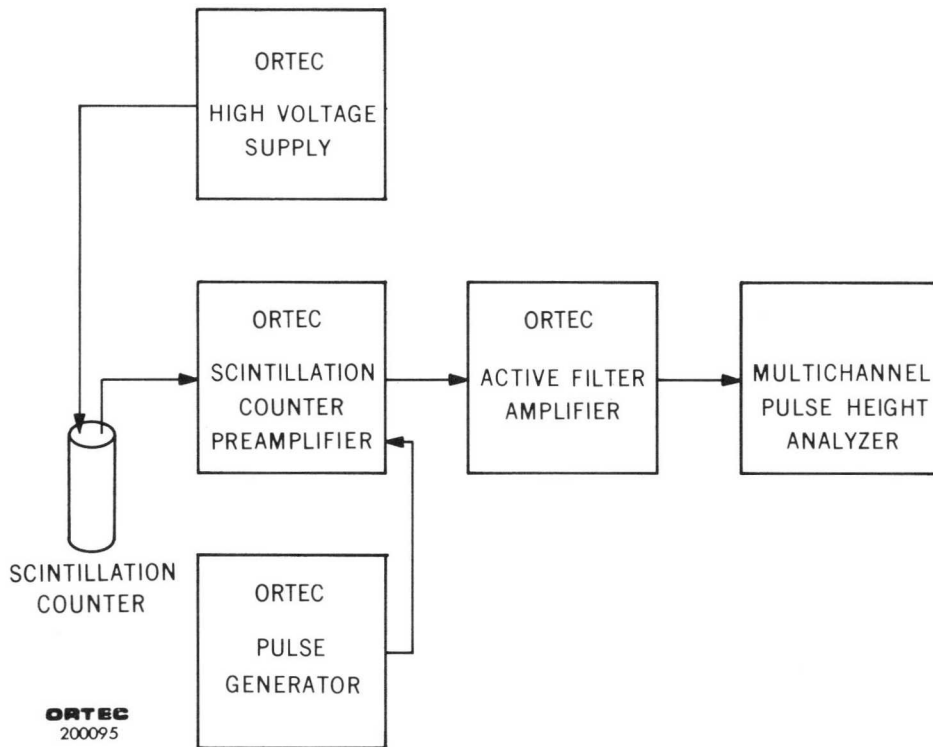 ORTEC
HIGH VOLTAGE
SUPPLY
ORTEC
SCINTILLATION
COUNTER
PREAMPLIFIER
ORTEC
ACTIVE FILTER
AMPLIFIER
MULTICHANNEL
PULSE HEIGHT
ANALYZER
SCINTILLATION
COUNTER
ORTEC
PULSE
GENERATOR
ORTEC
200095